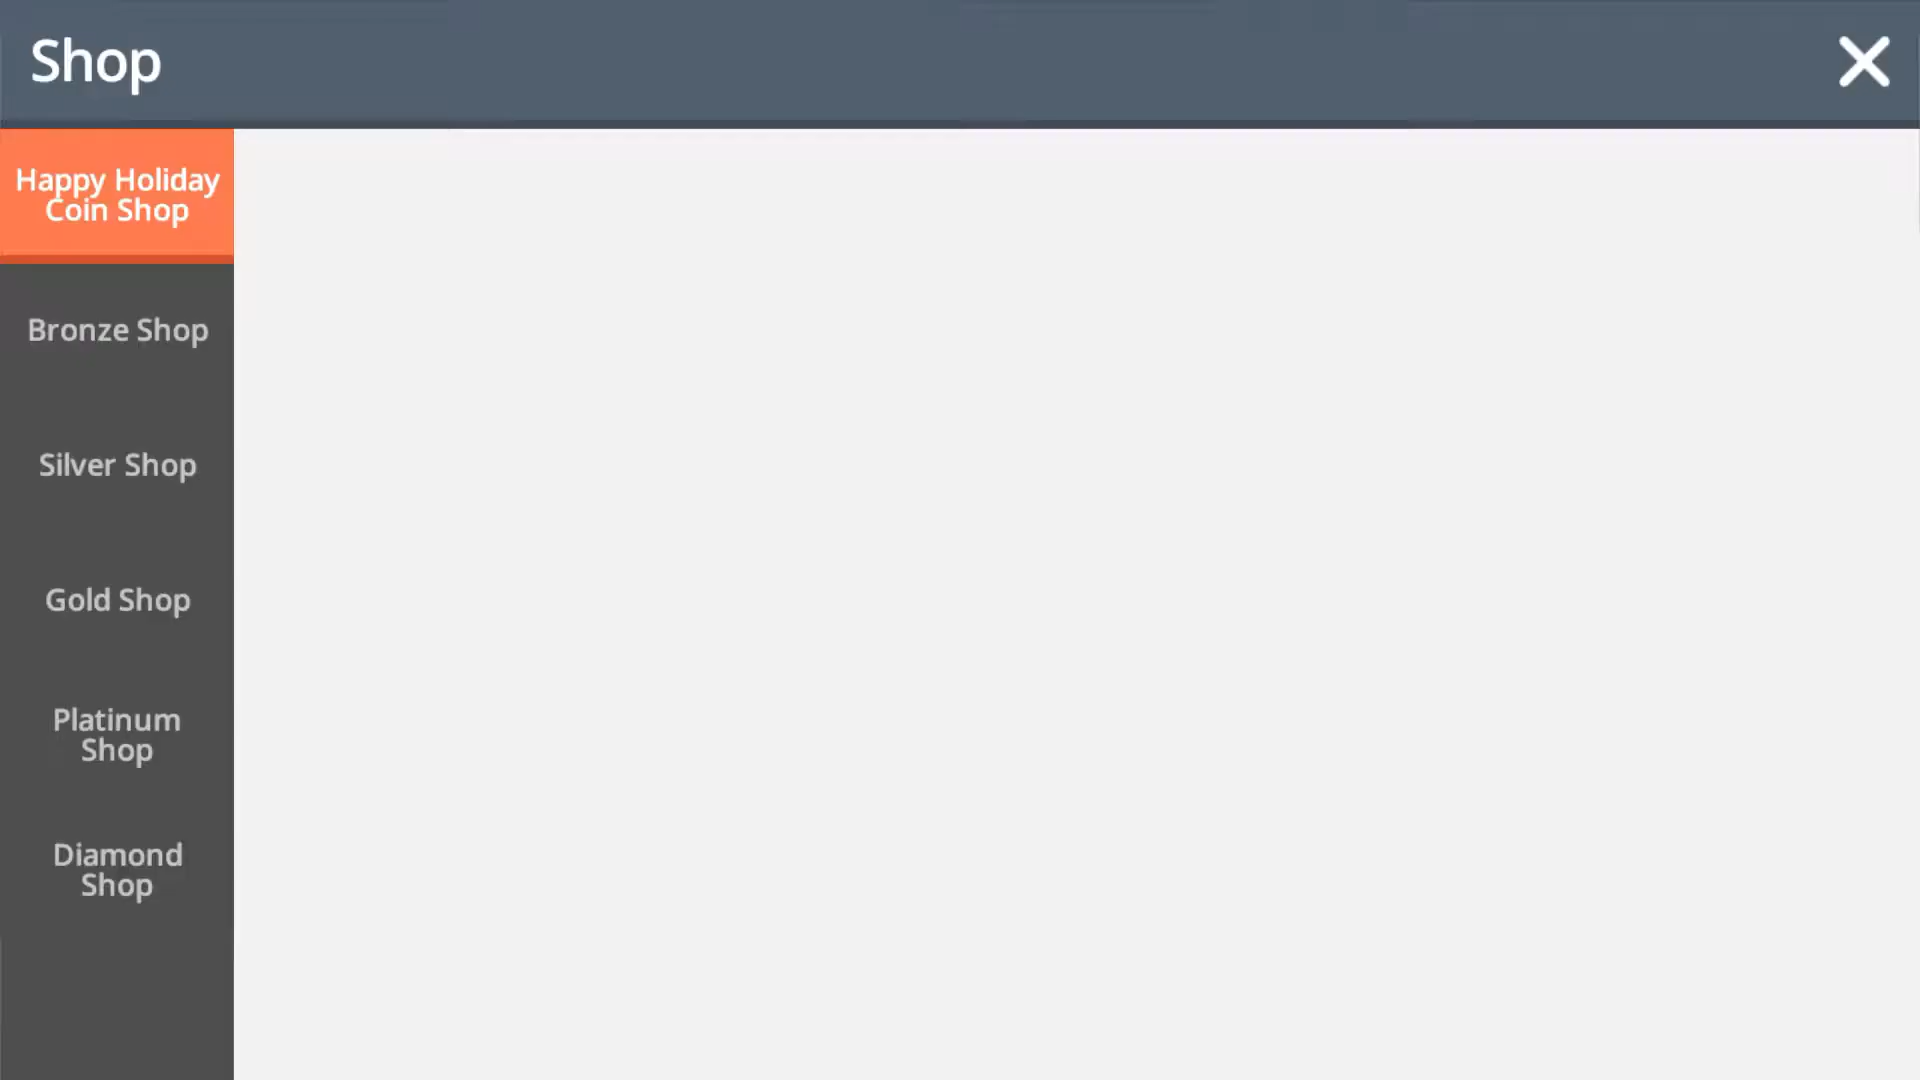 Shop
Happy Holiday
Coin Shop
Bronze Shop
Silver Shop
Gold Shop
Platinum
Shop
Diamond
Shop